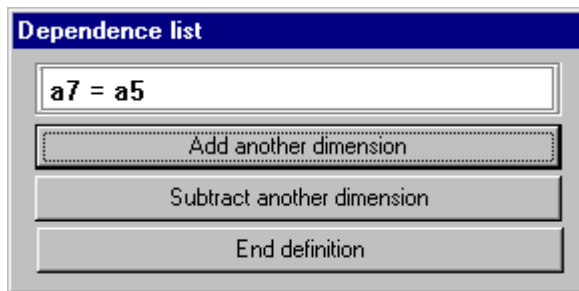 Dependence list
a7 = a5
Add another dimension
Subtract another dimension
End definition